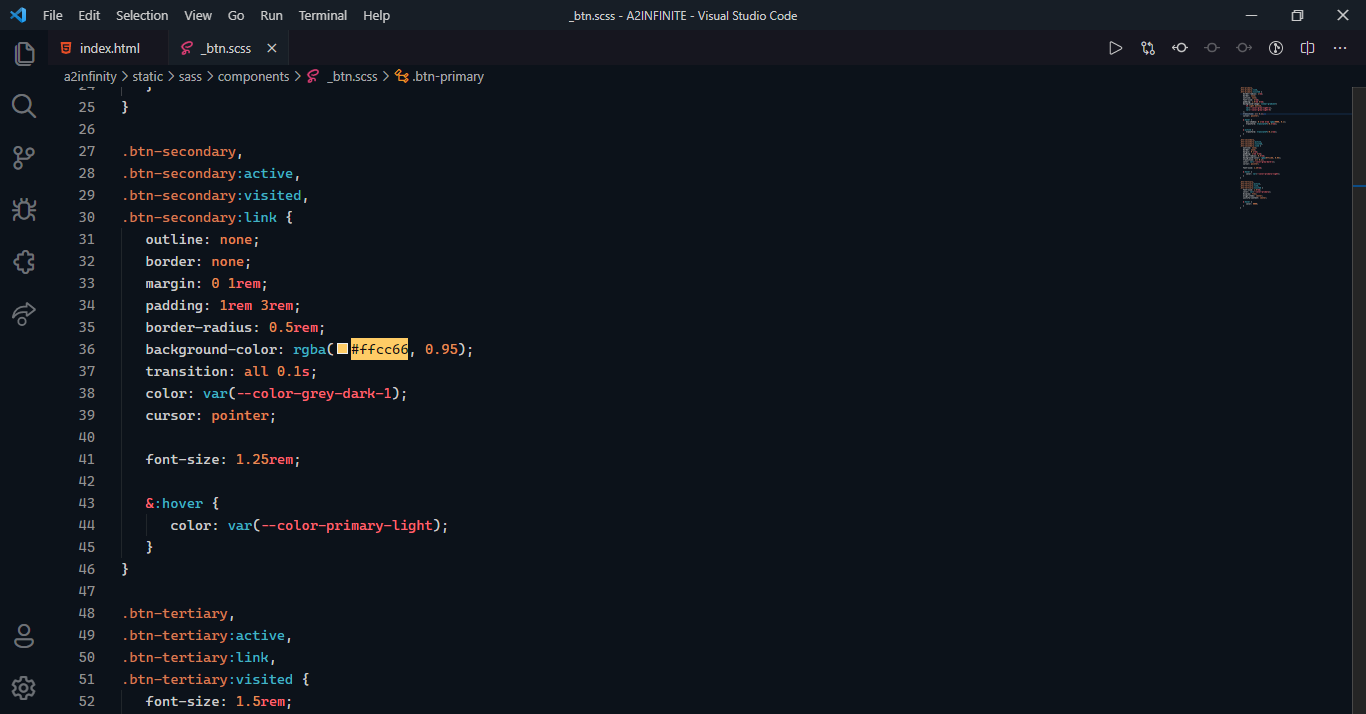 File Edit Selection View Go Run Terminal Help _btn.scss - A2INFINITE - Visual Studio Code
index.html _btn.scss
a2infinity > static > sass > components > _btn.scss > .btn-primary
25 }
26
27 .btn-secondary,
28 .btn-secondary:active,
29 .btn-secondary:visited,
30 .btn-secondary:link {
31 outline: none;
32 border: none;
33 margin: 0 1rem;
34 padding: 1rem 3rem;
35 border-radius: 0.5rem;
36 background-color: rgba(#ffcc66, 0.95);
37 transition: all 0.1s;
38 color: var(--color-grey-dark-1);
39 cursor: pointer;
40
41 font-size: 1.25rem;
42
43 &:hover {
44 color: var(--color-primary-light);
45 }
46 }
47
48 .btn-tertiary,
49 .btn-tertiary:active,
50 .btn-tertiary:link,
51 .btn-tertiary:visited {
52 font-size: 1.5rem;